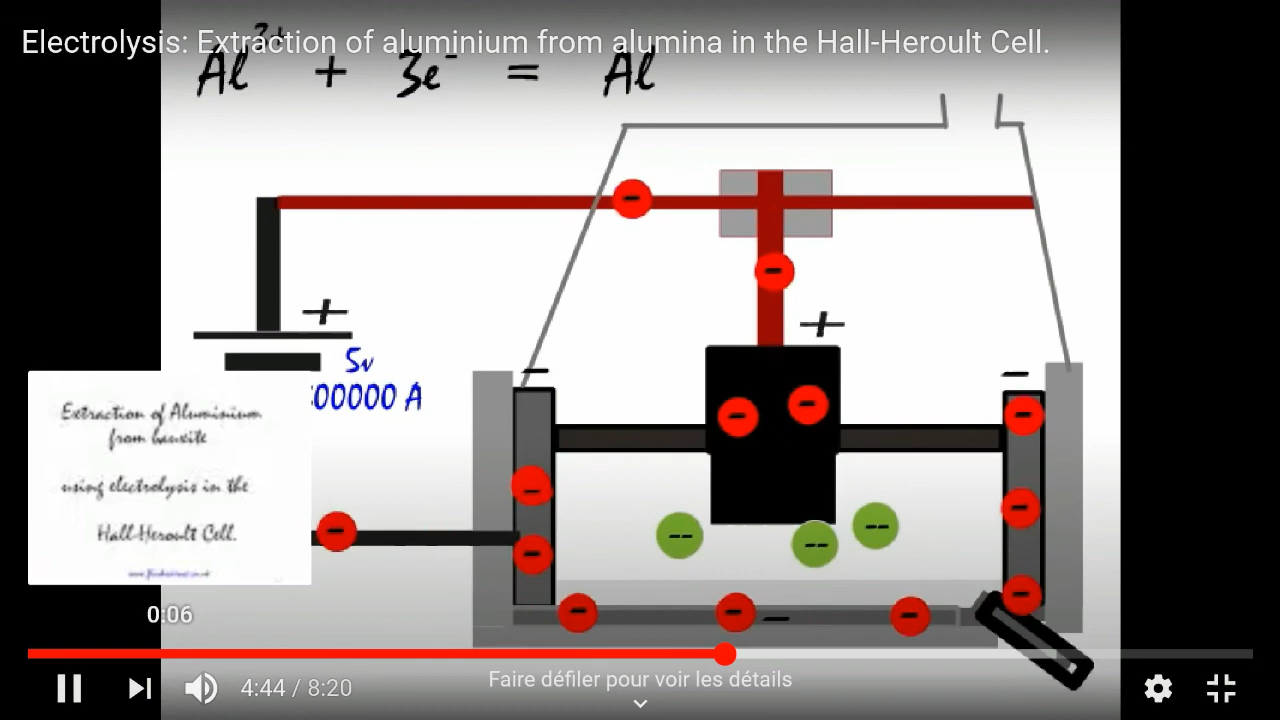 Electrolysis: Extraction of aluminium from alumina in the Hall-Heroult Cell.
Al³⁺ + 3e⁻ = Al
+
5v
00000 A
+
-
-
Extraction of Aluminium
from bauxite
using electrolysis in the
Hall-Heroult Cell.
- - - - - - - - - - - - -
-- -- --
-
0:06
4:44 / 8:20
Faire défiler pour voir les détails